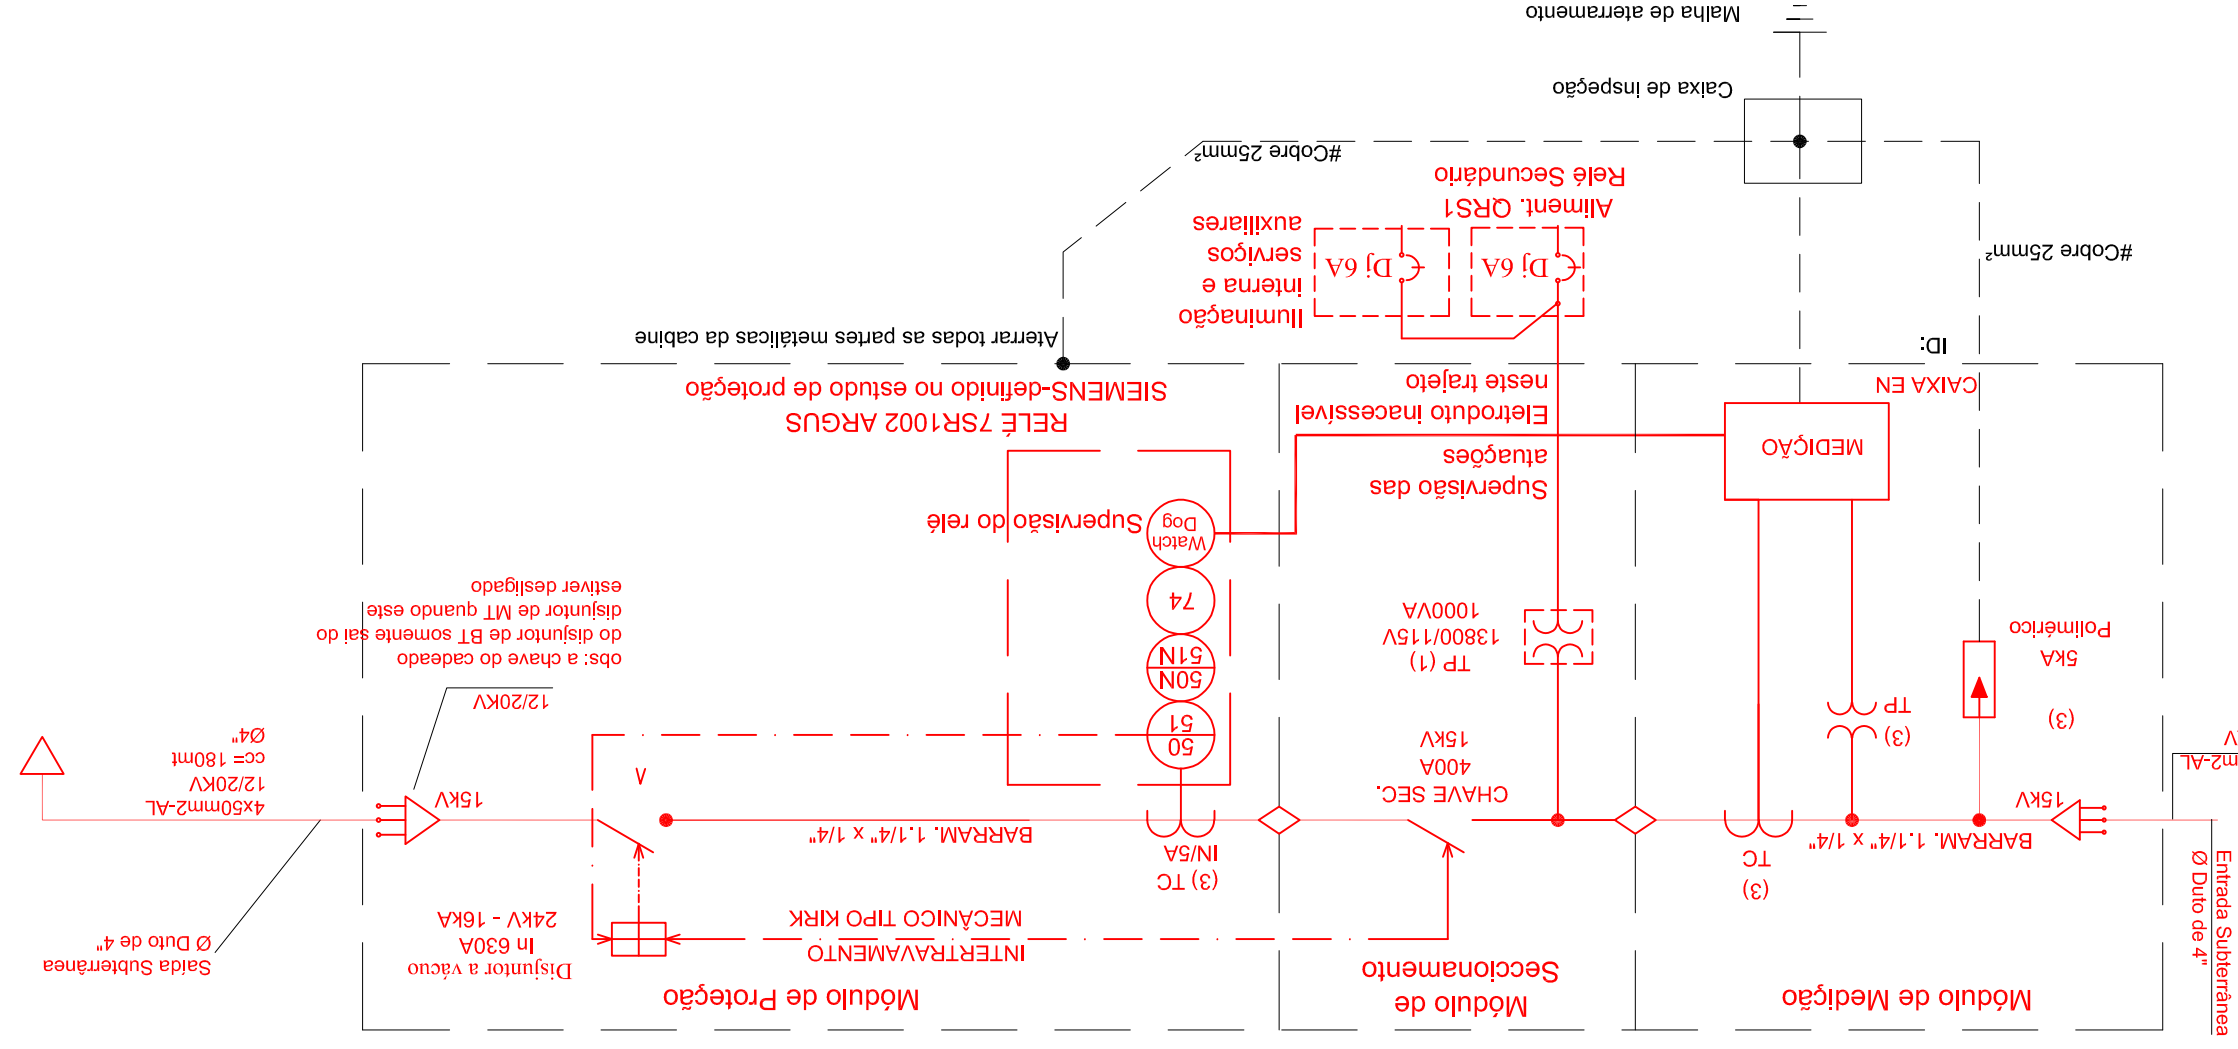 Entrada Subterrânea
Ø Duto de 4"
Módulo de Medição
Módulo de
Seccionamento
Módulo de Proteção
INTERTRAVAMENTO
MECÂNICO TIPO KIRK
Disjuntor a vácuo
In 630A
24kV - 16kA
Saída Subterrânea
Ø Duto de 4"
(3)
TC
(3) TC
IN/5A
BARRAM. 1.1/4" x 1/4"
BARRAM. 1.1/4" x 1/4"
15kV
15kV
m2-AL
V
CHAVE SEC.
400A
15kV
4x50mm2-AL
12/20KV
cc= 180mt
Ø4"
12/20KV
obs: a chave do cadeado
do disjuntor de BT somente sai do
disjuntor de MT quando este
estiver desligado
V
(3)
TP
(3)
5kA
Polimérico
TP (1)
13800/115V
1000VA
50
51
50N
51N
74
Watch
Dog
Supervisão do relé
Supervisão das
atuações
Eletroduto inacessível
neste trajeto
MEDIÇÃO
CAIXA EN
ID:
RELÉ 7SR1002 ARGUS
SIEMENS-definido no estudo de proteção
Aterrar todas as partes metálicas da cabine
Iluminação
interna e
serviços
auxiliares
Dj 6A
Dj 6A
Aliment. QRS1
Relé Secundário
#Cobre 25mm²
#Cobre 25mm²
Caixa de inspeção
Malha de aterramento